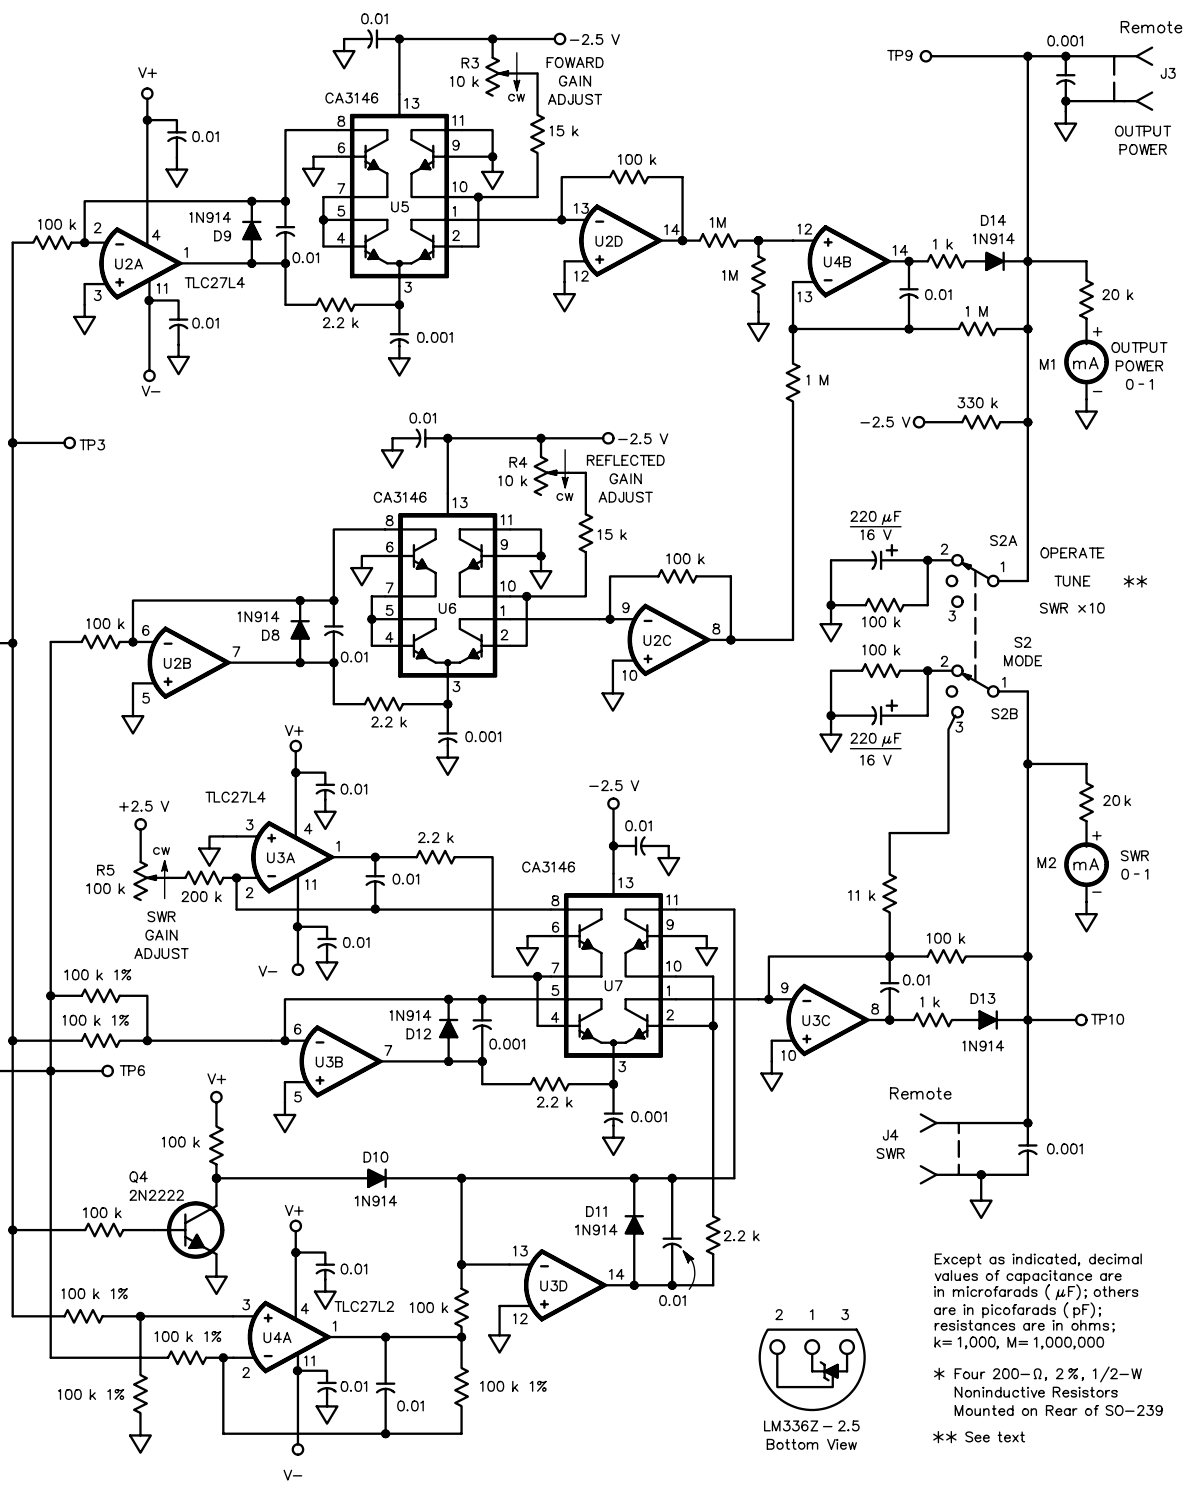 0.01
−2.5 V
R3
10 k
CW
FOWARD
GAIN
ADJUST
TP9
0.001
Remote
J3
OUTPUT
POWER
V+
0.01
CA3146
13
8
11
6
9
7
10
U5
5
1
4
2
3
15 k
100 k
2
4
1N914
D9
U2A
1
0.01
3
11
TLC27L4
0.01
V−
2.2 k
0.001
100 k
13
U2D
14
12
1M
1M
12
U4B
14
13
1 k
D14
1N914
0.01
1 M
1 M
20 k
+
M1
mA
−
OUTPUT
POWER
0-1
−2.5 V
330 k
TP3
0.01
−2.5 V
R4
10 k
CW
REFLECTED
GAIN
ADJUST
CA3146
13
8
11
6
9
7
10
U6
5
1
4
2
3
15 k
100 k
6
1N914
D8
U2B
7
0.01
5
2.2 k
0.001
100 k
9
U2C
8
10
220 µF
16 V
+
2
S2A
1
3
100 k
OPERATE
TUNE
**
SWR ×10
S2
MODE
100 k
2
1
S2B
3
+
220 µF
16 V
V+
0.01
TLC27L4
+2.5 V
CW
R5
100 k
200 k
SWR
GAIN
ADJUST
3
4
U3A
1
2
11
0.01
V−
2.2 k
0.01
−2.5 V
0.01
CA3146
13
8
11
6
9
7
10
U7
5
1
4
2
3
20 k
+
M2
mA
−
SWR
0-1
11 k
100 k
0.01
9
U3C
8
10
1 k
D13
1N914
TP10
100 k 1%
100 k 1%
6
U3B
7
5
1N914
D12
0.001
2.2 k
0.001
TP6
V+
100 k
Q4
2N2222
100 k
D10
1N914
Remote
J4
SWR
0.001
D11
1N914
0.01
2.2 k
13
U3D
14
12
V+
0.01
TLC27L2
100 k 1%
3
4
100 k 1%
U4A
1
2
11
100 k
0.01
0.01
100 k 1%
100 k 1%
V−
2 1 3
LM336Z−2.5
Bottom View
Except as indicated, decimal
values of capacitance are
in microfarads ( µF); others
are in picofarads ( pF);
resistances are in ohms;
k=1,000, M=1,000,000
* Four 200-Ω, 2%, 1/2-W
Noninductive Resistors
Mounted on Rear of SO-239
** See text